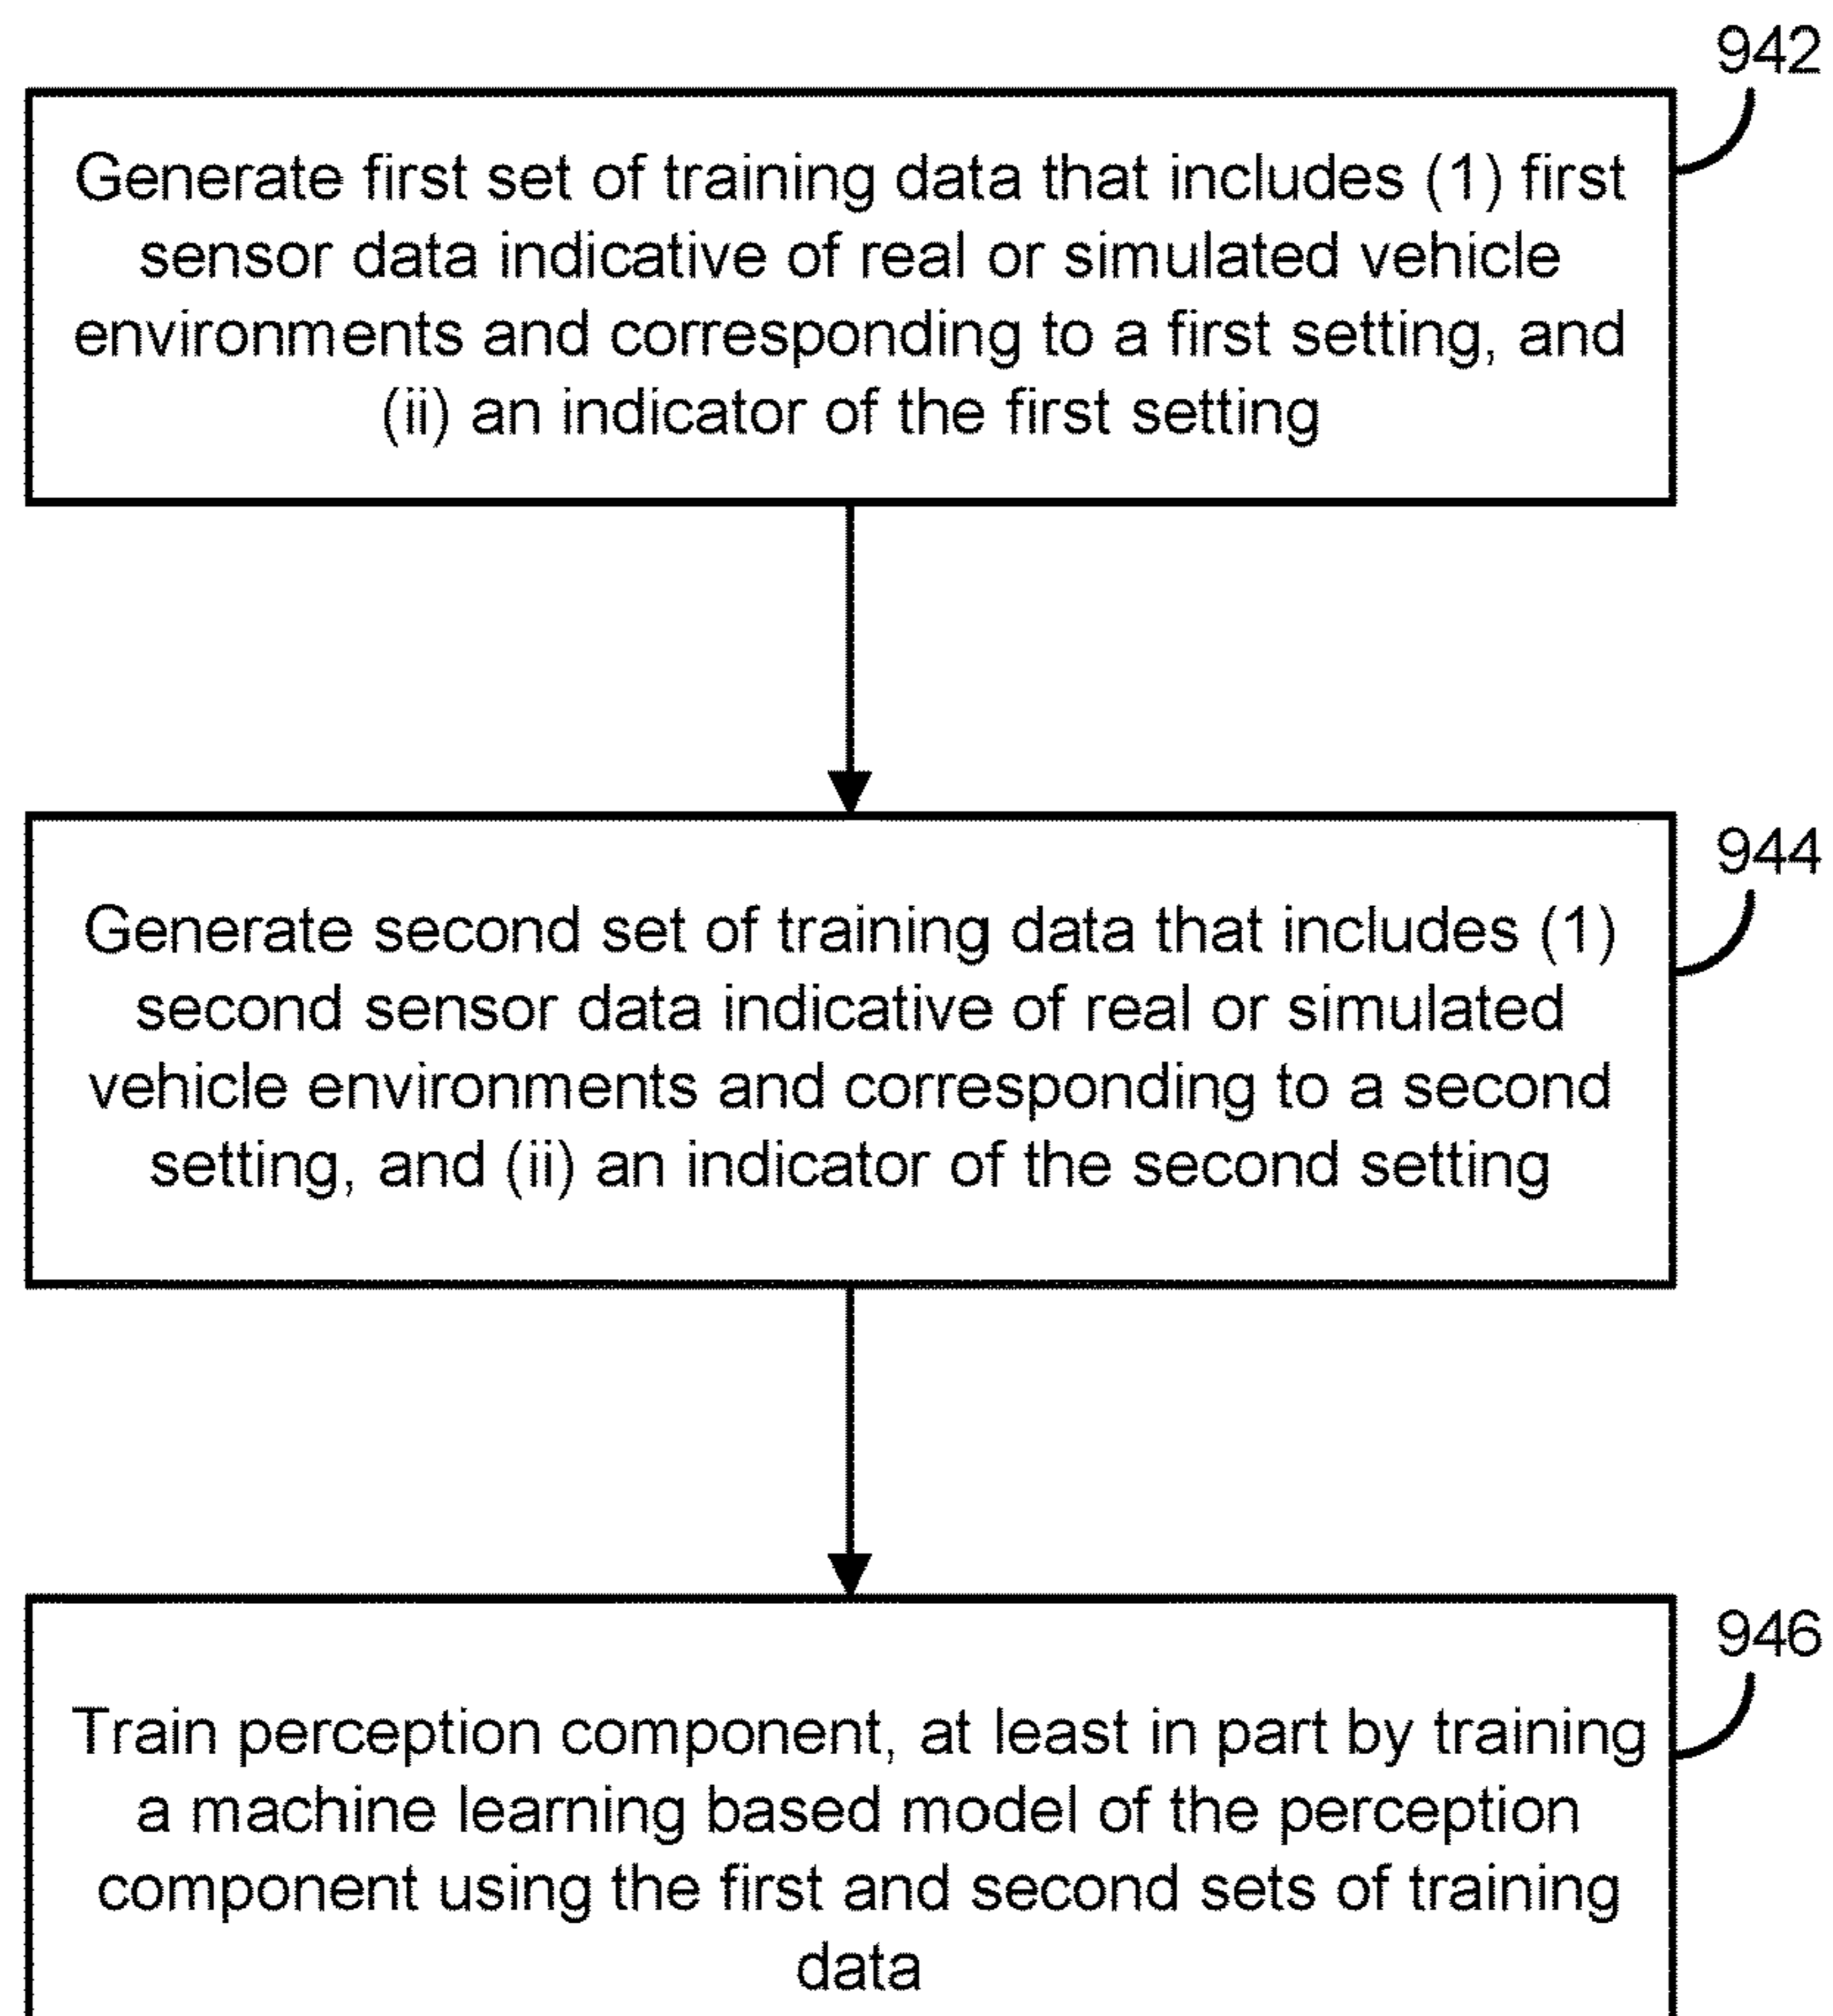 942
Generate first set of training data that includes (1) first
sensor data indicative of real or simulated vehicle
environments and corresponding to a first setting, and
(ii) an indicator of the first setting
944
Generate second set of training data that includes (1)
second sensor data indicative of real or simulated
vehicle environments and corresponding to a second
setting, and (ii) an indicator of the second setting
946
Train perception component, at least in part by training
a machine learning based model of the perception
component using the first and second sets of training
data